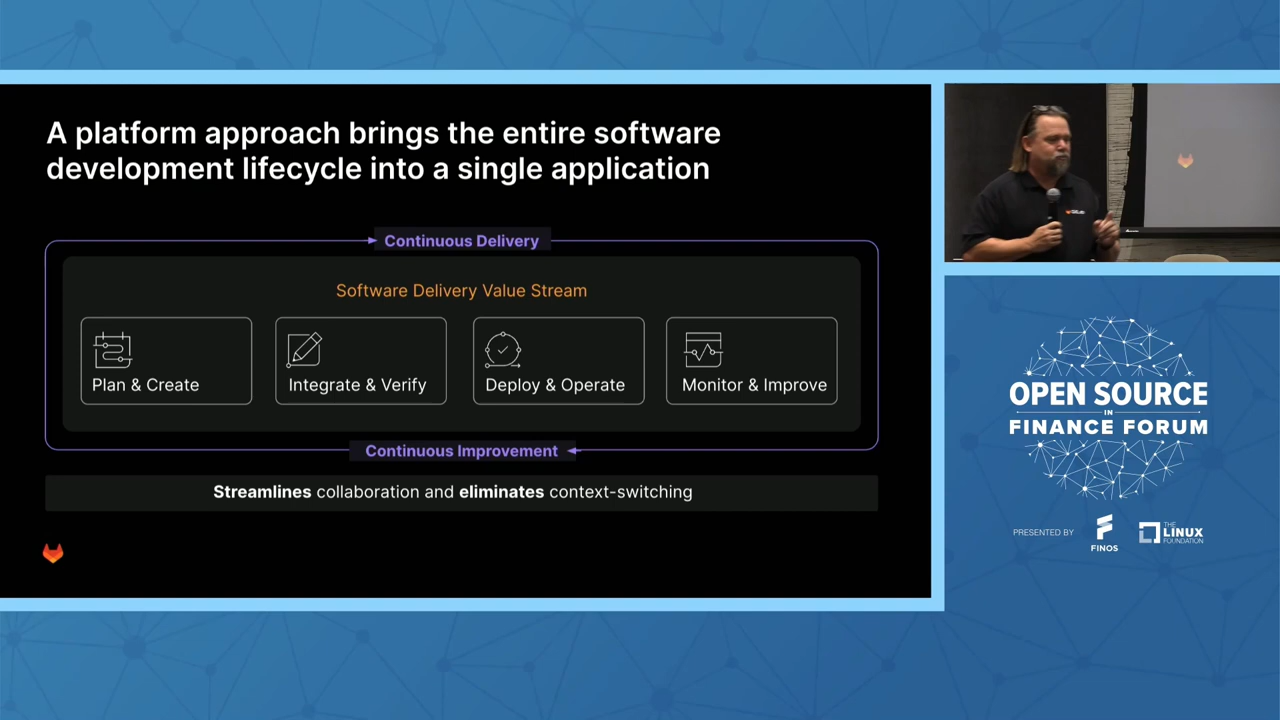 A platform approach brings the entire software
development lifecycle into a single application
Continuous Delivery
Software Delivery Value Stream
Plan & Create
Integrate & Verify
Deploy & Operate
Monitor & Improve
Continuous Improvement
Streamlines collaboration and eliminates context-switching
OPEN SOURCE
IN
FINANCE FORUM
PRESENTED BY
FINOS
THE
LINUX
FOUNDATION